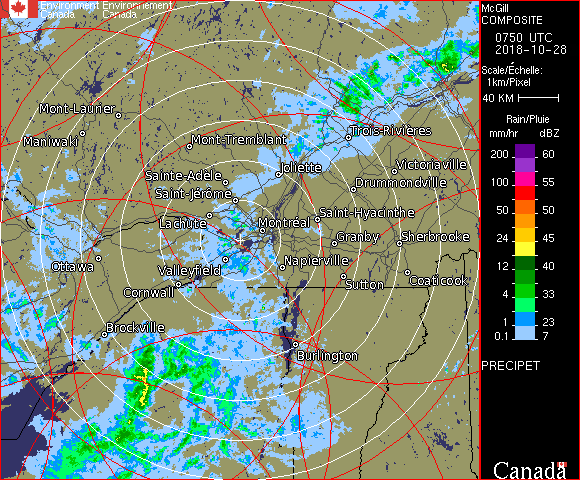 Environment Environnement
Canada Canada
McGill
COMPOSITE
0750 UTC
2018-10-28
Scale/Échelle:
1km/Pixel
40 KM
Rain/Pluie
mm/hr dBZ
200 60
155
100 55
50 50
24 45
12 40
4 33
1 23
0.1 7
PRECIPET
Canada
Mont-Laurier
Maniwaki
Mont-Tremblant
Trois-Rivières
Joliette
Victoriaville
Sainte-Adèle
Drummondville
Saint-Jérôme
Saint-Hyacinthe
Lachute
Montréal
Granby
Sherbrooke
Ottawa
Valleyfield
Napierville
Cornwall
Sutton
Coaticook
Brockville
Burlington